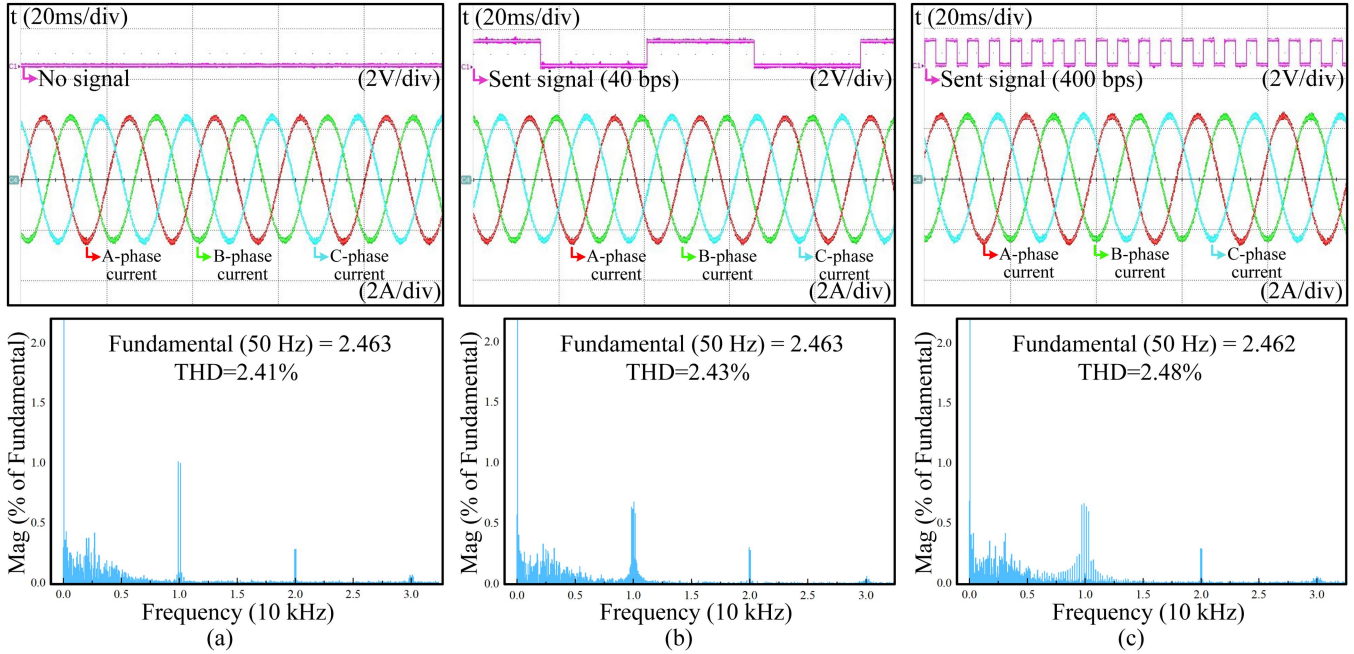 t (20ms/div)
C1
No signal
(2V/div)
C4
A-phase
current
B-phase
current
C-phase
current
(2A/div)
Mag (% of Fundamental)
2.0
1.5
1.0
0.5
0.0
Fundamental (50 Hz) = 2.463
THD=2.41%
0.0 0.5 1.0 1.5 2.0 2.5 3.0
Frequency (10 kHz)
(a)
t (20ms/div)
C1
Sent signal (40 bps)
(2V/div)
C4
A-phase
current
B-phase
current
C-phase
current
(2A/div)
Mag (% of Fundamental)
2.0
1.5
1.0
0.5
0.0
Fundamental (50 Hz) = 2.463
THD=2.43%
0.0 0.5 1.0 1.5 2.0 2.5 3.0
Frequency (10 kHz)
(b)
t (20ms/div)
C1
Sent signal (400 bps)
(2V/div)
C4
A-phase
current
B-phase
current
C-phase
current
(2A/div)
Mag (% of Fundamental)
2.0
1.5
1.0
0.5
0.0
Fundamental (50 Hz) = 2.462
THD=2.48%
0.0 0.5 1.0 1.5 2.0 2.5 3.0
Frequency (10 kHz)
(c)